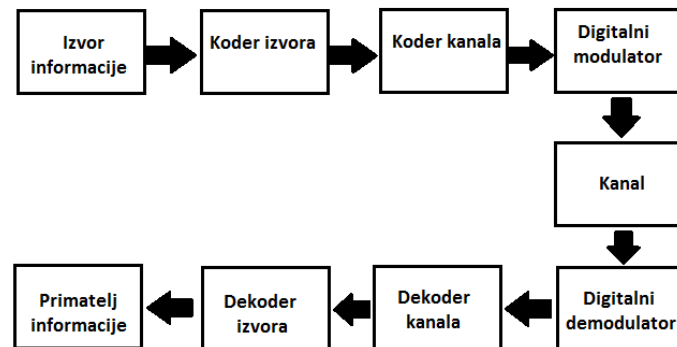 Izvor
informacije
Koder izvora
Koder kanala
Digitalni
modulator
Kanal
Primatelj
informacije
Dekoder
izvora
Dekoder
kanala
Digitalni
demodulator